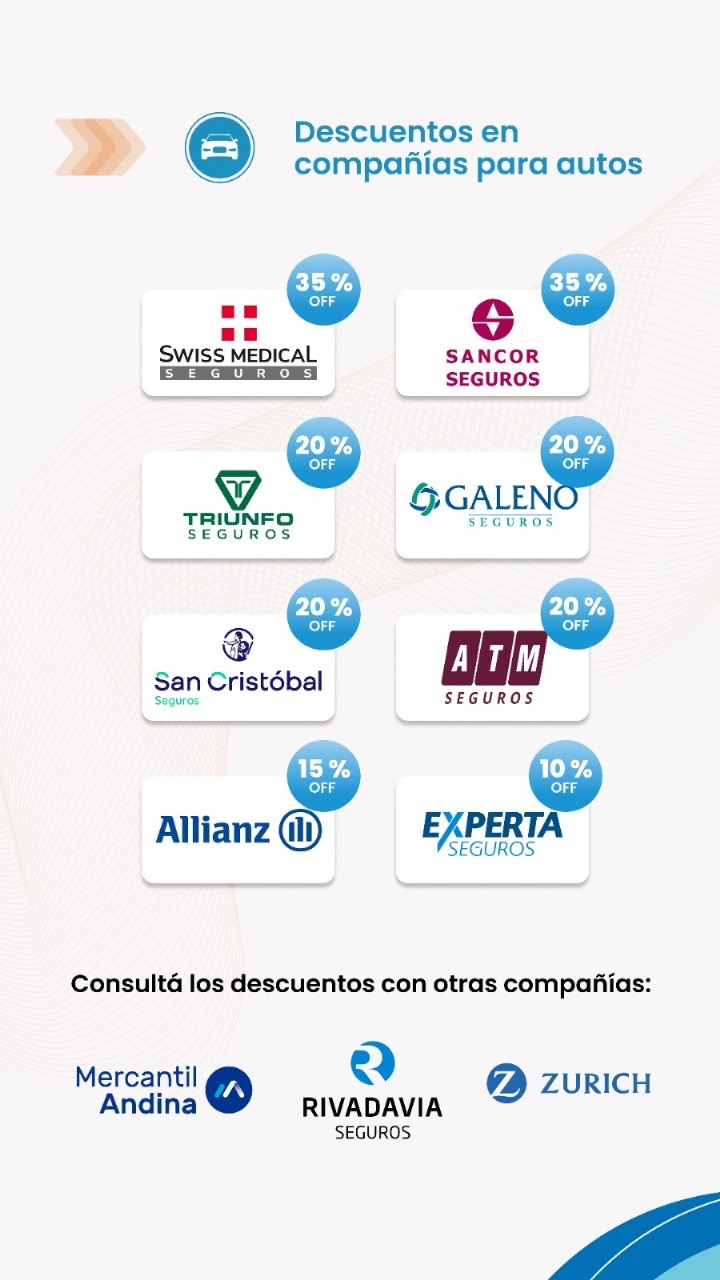 Descuentos en
compañías para autos
35 %
OFF
SWISS MEDICAL
SEGUROS
35 %
OFF
SANCOR
SEGUROS
20 %
OFF
TRIUNFO
SEGUROS
20 %
OFF
GALENO
SEGUROS
20 %
OFF
San Cristóbal
Seguros
20 %
OFF
ATM
SEGUROS
15 %
OFF
Allianz
10 %
OFF
EXPERTA
SEGUROS
Consultá los descuentos con otras compañías:
Mercantil
Andina
RIVADAVIA
SEGUROS
Z ZURICH